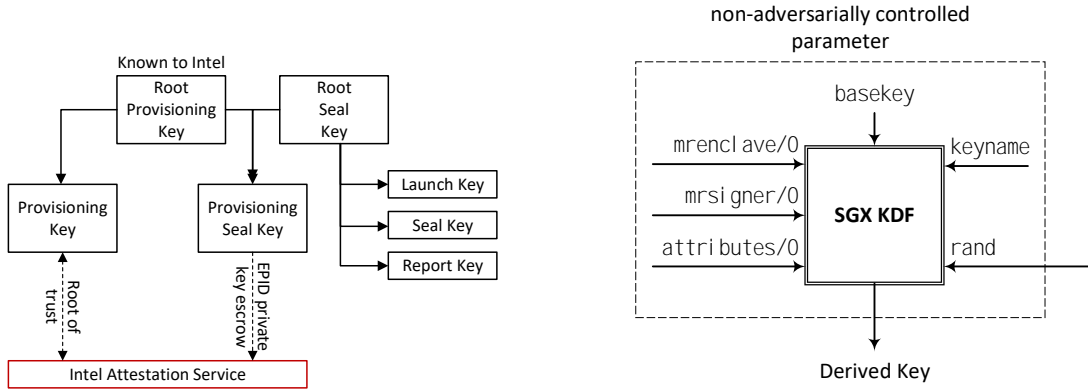 Known to Intel
Root
Provisioning
Key
Root
Seal
Key
Provisioning
Key
Provisioning
Seal Key
Launch Key
Seal Key
Report Key
Root of
trust
EPID private
key escrow
Intel Attestation Service
non-adversarially controlled
parameter
basekey
mrenclave/0
keyname
mrsigner/0
SGX KDF
attributes/0
rand
Derived Key